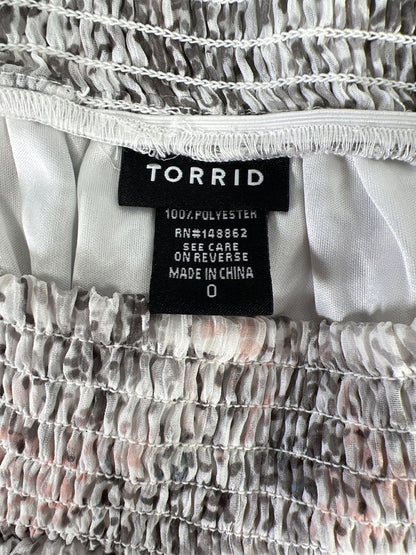 TORRID
100% POLYESTER
RN#148862
SEE CARE
ON REVERSE
MADE IN CHINA
0